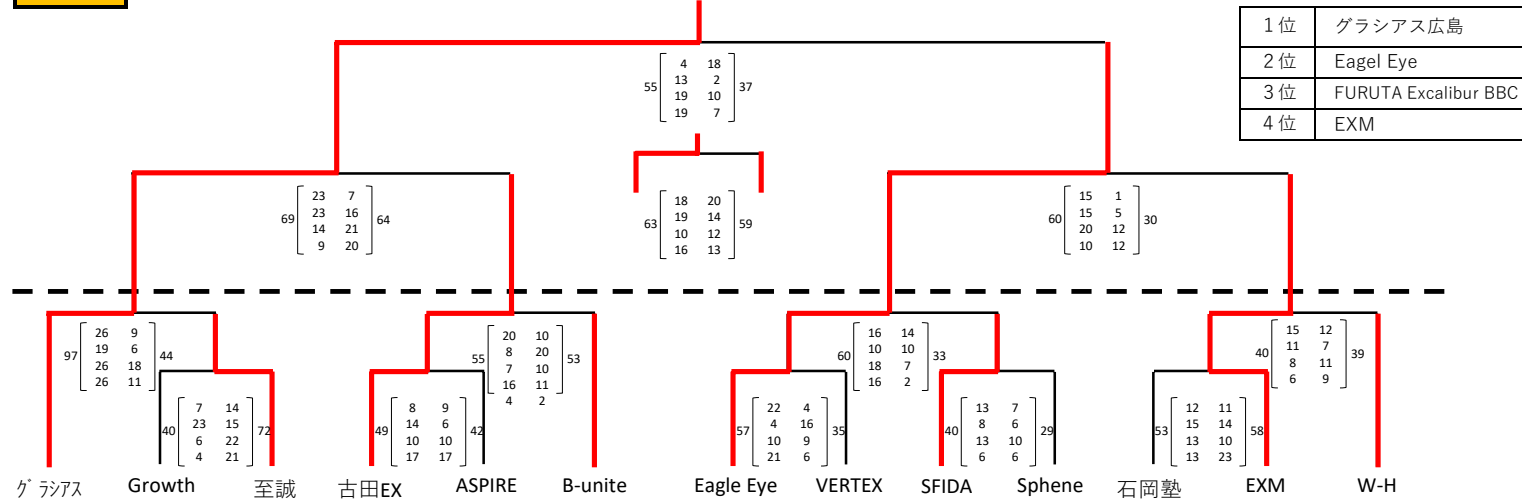 1位 グラシアス広島
2位 Eagel Eye
3位 FURUTA Excalibur BBC
4位 EXM
4 18
55 13 2 37
19 10
19 7
23 7
69 23 16 64
14 21
9 20
18 20
63 19 14 59
10 12
16 13
15 1
60 15 5 30
20 12
10 12
26 9
97 19 6 44
26 18
26 11
20 10
55 8 20 53
7 10
16 11
4 2
16 14
60 10 10 33
18 7
16 2
15 12
40 11 7 39
8 11
6 9
7 14
40 23 15 72
6 22
4 21
8 9
49 14 6 42
10 10
17 17
22 4
57 4 16 35
10 9
21 6
13 7
40 8 6 29
13 10
6 6
12 11
53 15 14 58
13 10
13 23
グラシアス Growth 至誠 古田EX ASPIRE B-unite Eagle Eye VERTEX SFIDA Sphene 石岡塾 EXM W-H